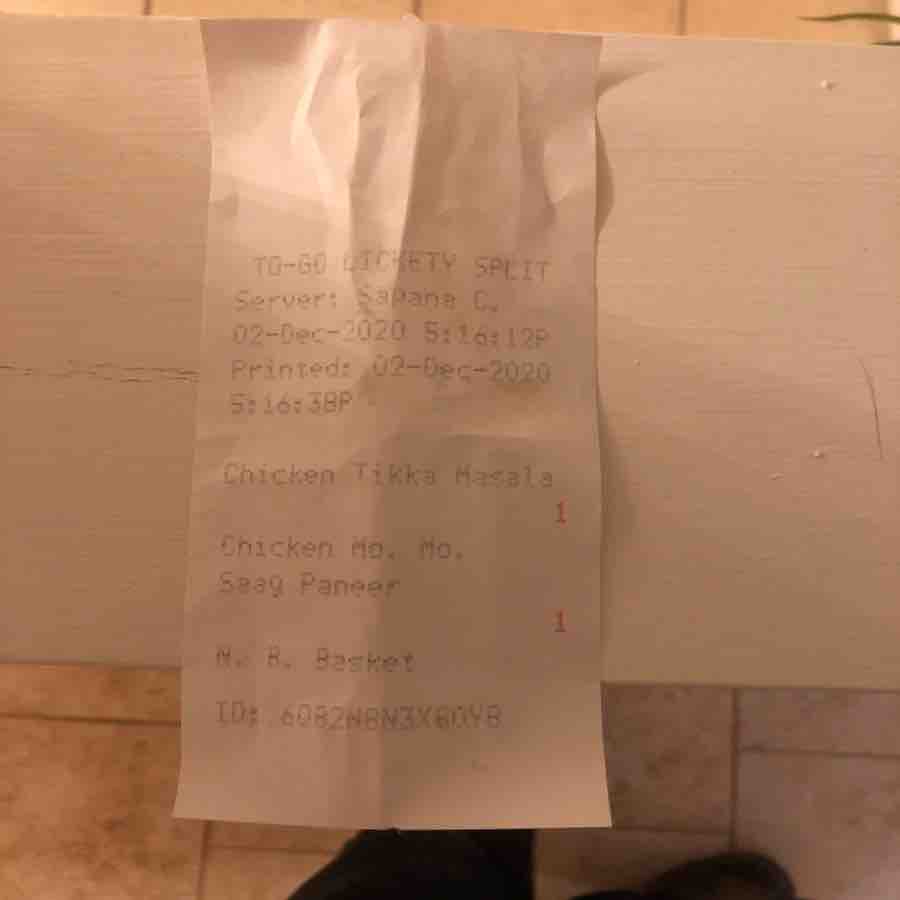 TO-GO LICKETY SPLIT
Server: Sapana C.
02-Dec-2020 5:16:12P
Printed: 02-Dec-2020
5:16:38P
Chicken Tikka Masala
1
Chicken Mo. Mo.
Saag Paneer
1
N. B. Basket
ID: